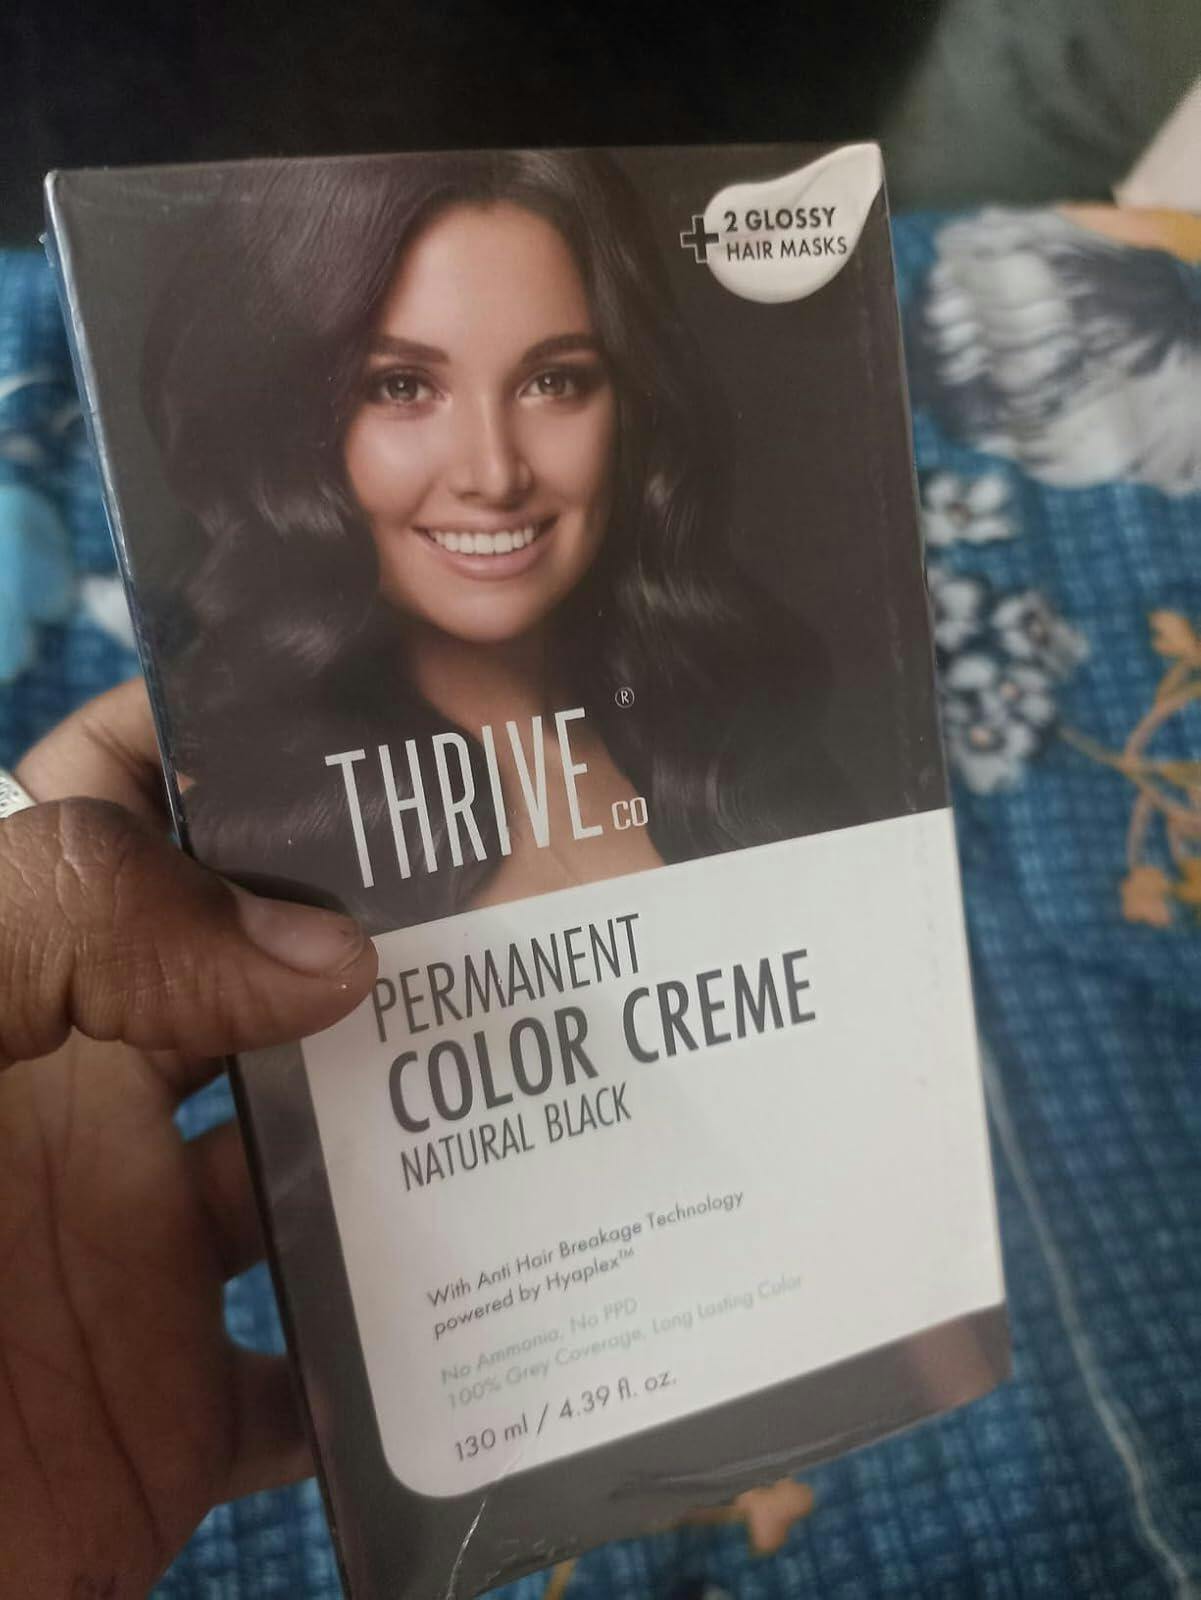 2 GLOSSY
HAIR MASKS
THRIVE CO ®
PERMANENT
COLOR CREME
NATURAL BLACK
With Anti Hair Breakage Technology
powered by Hyaplex™
No Ammonia, No PPD
100% Grey Coverage, Long Lasting Color
130 ml / 4.39 fl. oz.